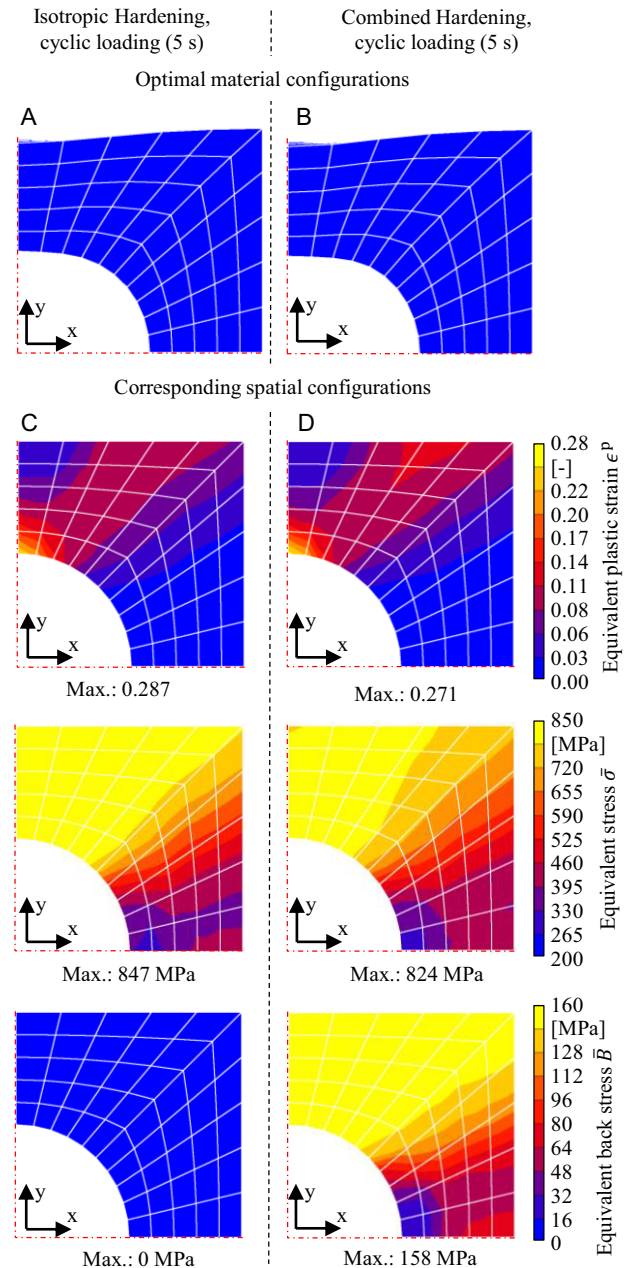 Isotropic Hardening,
cyclic loading (5 s)
Combined Hardening,
cyclic loading (5 s)
Optimal material configurations
A
B
y
x
y
x
Corresponding spatial configurations
C
D
y
x
y
x
0.28
[-]
0.22
0.20
0.17
0.14
0.11
0.08
0.06
0.03
0.00
Equivalent plastic strain ϵᵖ
Max.: 0.287
Max.: 0.271
y
x
y
x
850
[MPa]
720
655
590
525
460
395
330
265
200
Equivalent stress σ̄
Max.: 847 MPa
Max.: 824 MPa
y
x
y
x
160
[MPa]
128
112
96
80
64
48
32
16
0
Equivalent back stress B̄
Max.: 0 MPa
Max.: 158 MPa